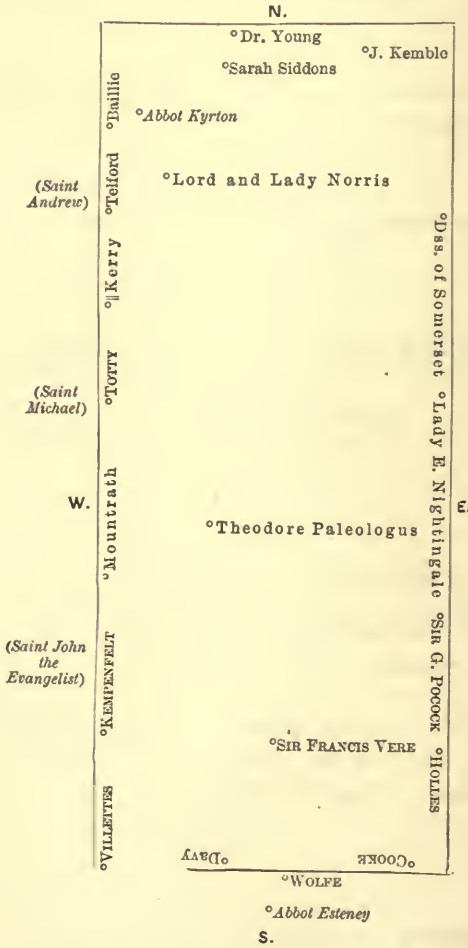 N.
°Dr. Young
°J. Kemble
°Sarah Siddons
°Baillie
°Abbot Kyrton
(Saint
Andrew)
°Telford
°Lord and Lady Norris
°Dss. of Somerset
°||Kerry
(Saint
Michael)
°TOTTY
°Lady E. Nightingale
W.
°Mountrath
°Theodore Paleologus
E.
(Saint John
the
Evangelist)
°KEMPENFELT
°SIR G. POCOCK
°SIR FRANCIS VERE
°HOLLES
°VILLETTES
°Davy
°COOKE
°WOLFE
°Abbot Esteney
S.